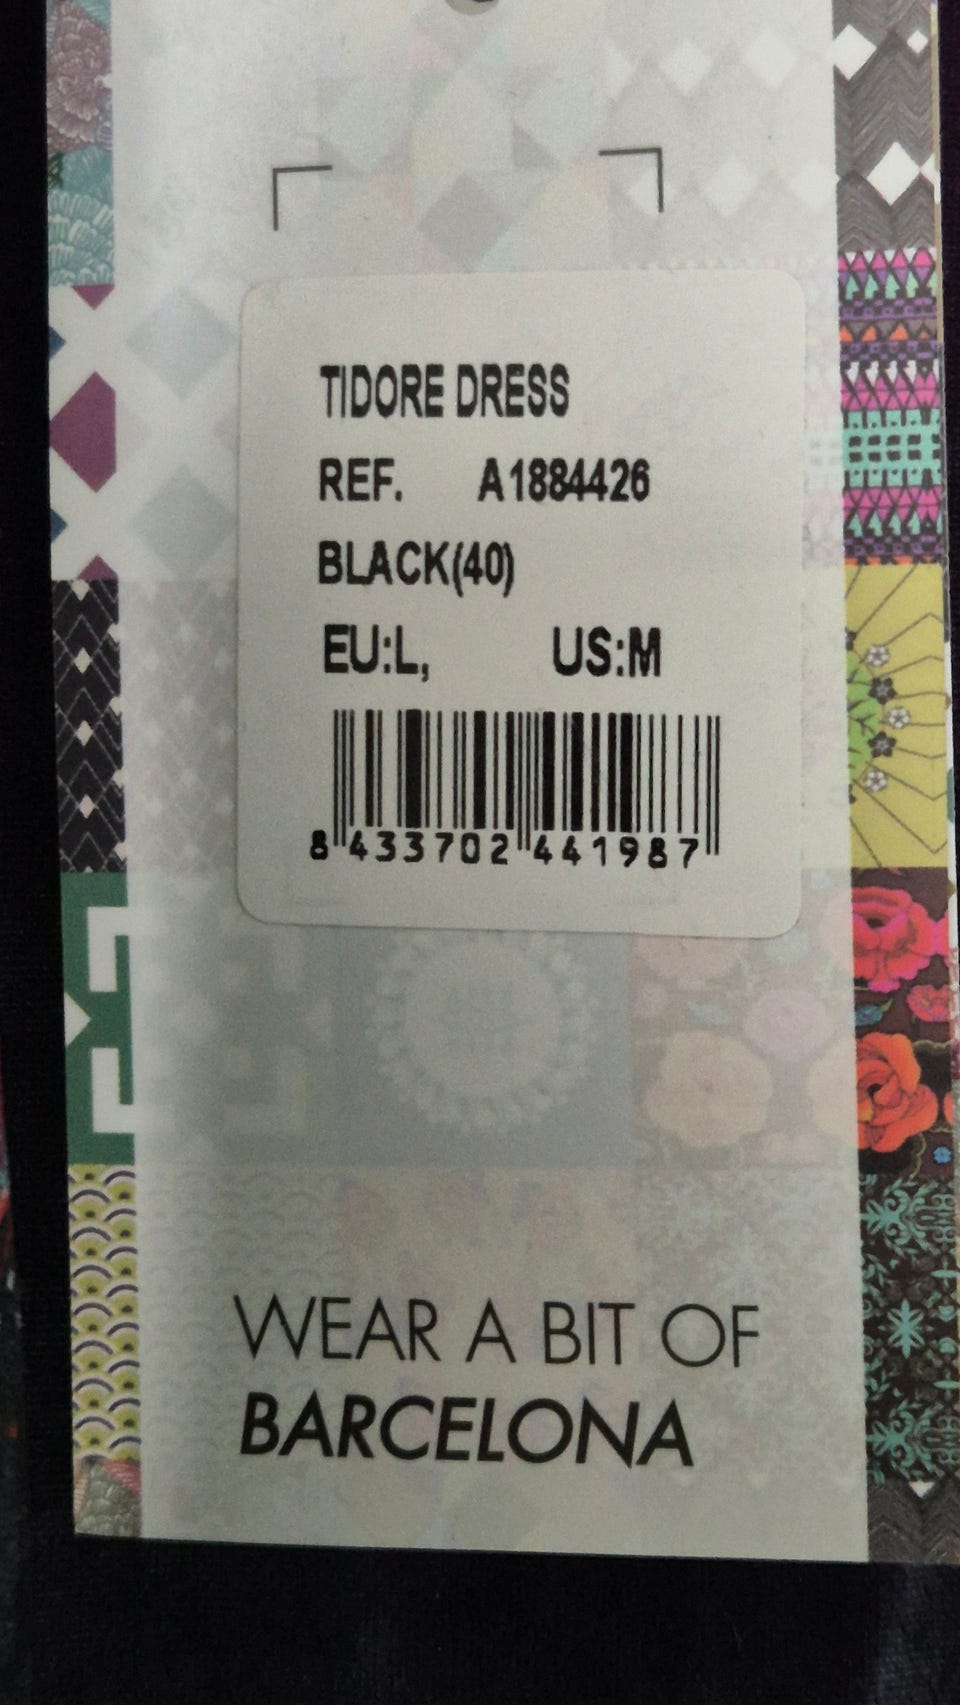 TIDORE DRESS
REF. A1884426
BLACK(40)
EU:L, US:M
8 433702 441987
WEAR A BIT OF
BARCELONA